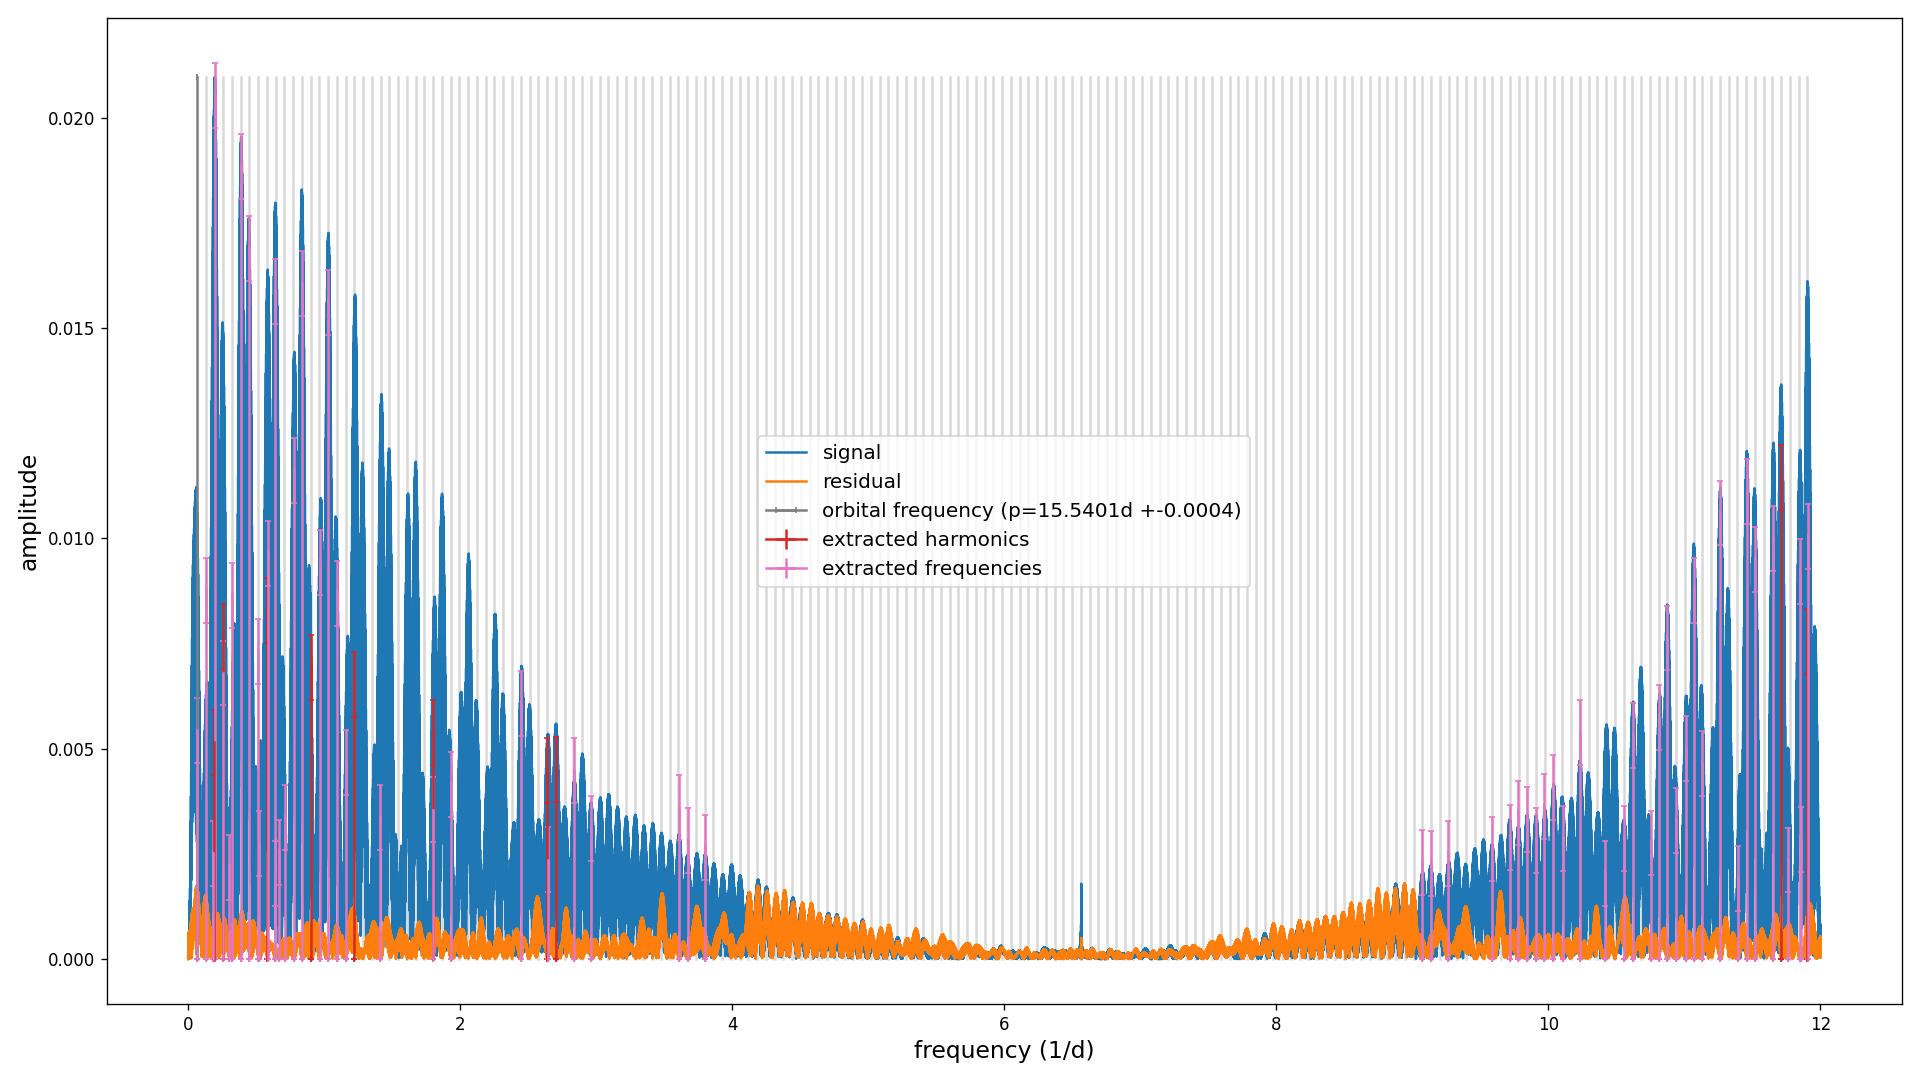 0.020
0.015
0.010
0.005
0.000
amplitude
signal
residual
orbital frequency (p=15.5401d +-0.0004)
extracted harmonics
extracted frequencies
0 2 4 6 8 10 12
frequency (1/d)